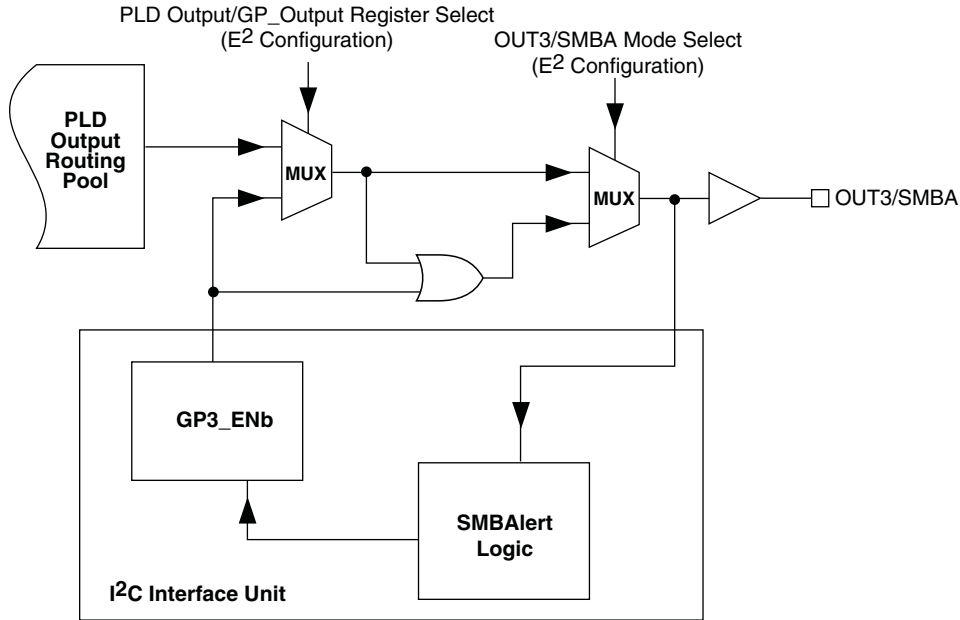 PLD Output/GP_Output Register Select
(E2 Configuration)
OUT3/SMBA Mode Select
(E2 Configuration)
PLD
Output
Routing
Pool
MUX
MUX
OUT3/SMBA
GP3_ENb
SMBAlert
Logic
I2C Interface Unit